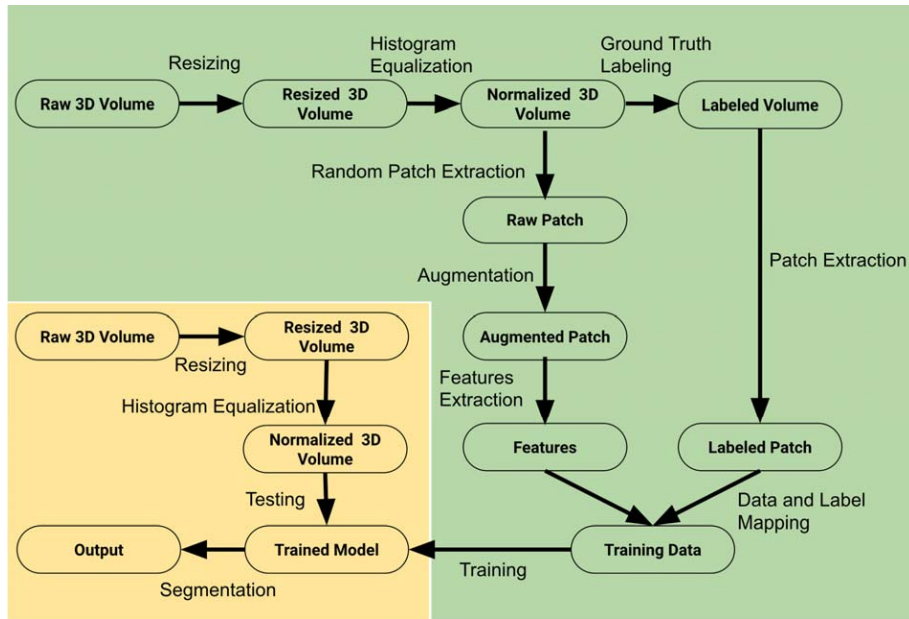 Resizing
Histogram
Equalization
Ground Truth
Labeling
Raw 3D Volume
Resized 3D
Volume
Normalized 3D
Volume
Labeled Volume
Random Patch Extraction
Raw Patch
Augmentation
Patch Extraction
Augmented Patch
Features
Extraction
Features
Labeled Patch
Data and Label
Mapping
Training Data
Training
Raw 3D Volume
Resized 3D
Volume
Resizing
Histogram Equalization
Normalized 3D
Volume
Testing
Output
Trained Model
Segmentation